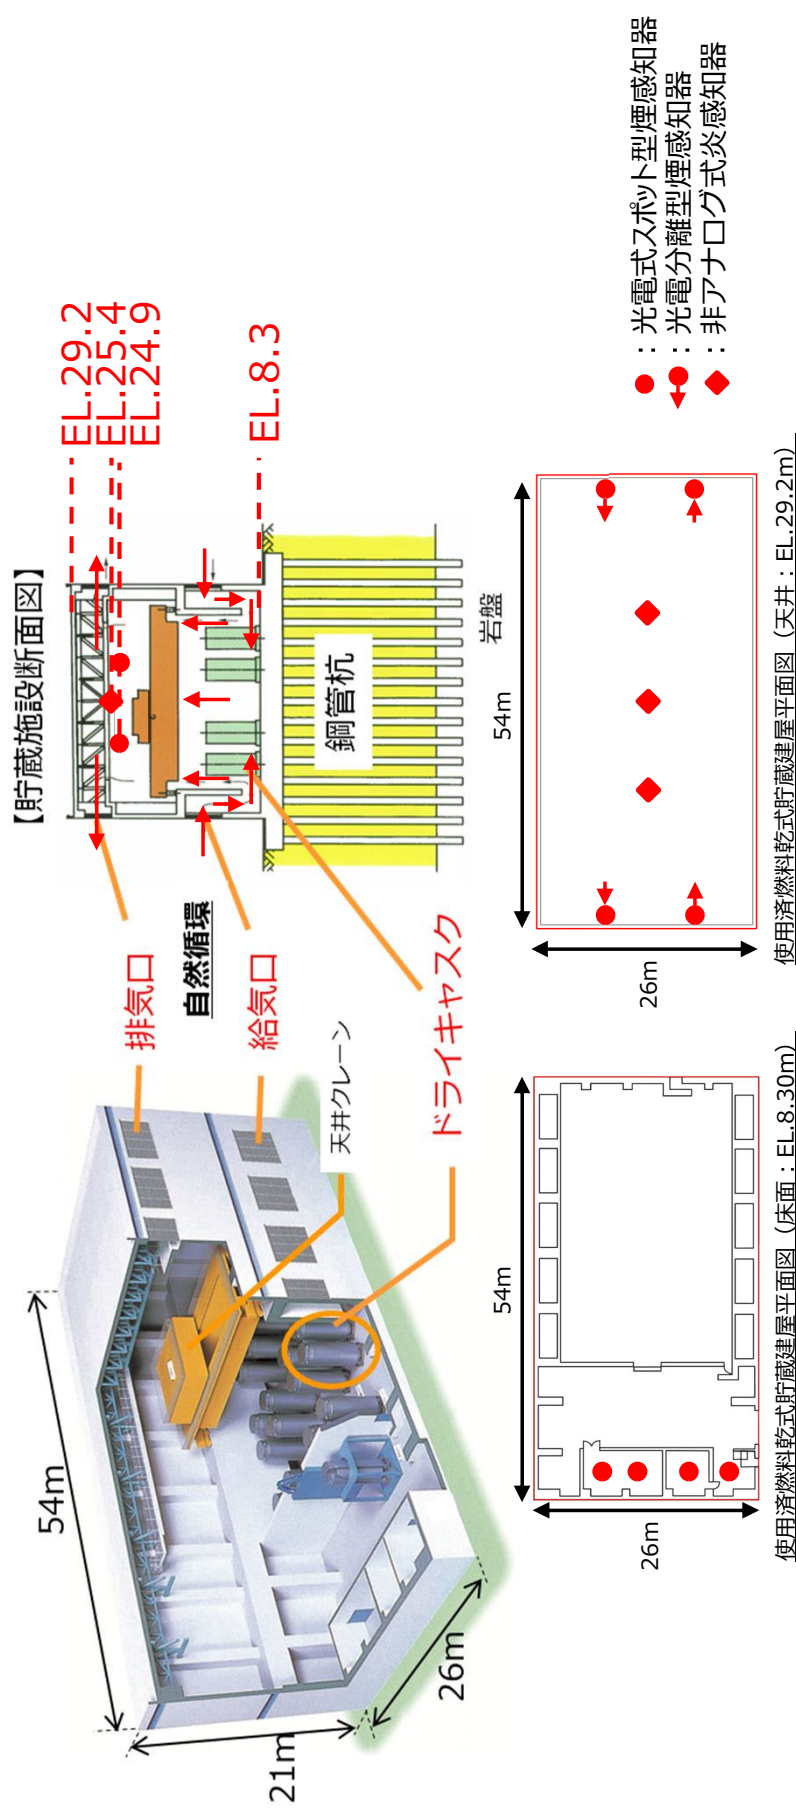 【貯蔵施設断面図】
EL.29.2
EL.25.4
EL.24.9
EL.8.3
排気口
自然循環
給気口
ドライキャスク
天井クレーン
鋼管杭
岩盤
54m
21m
26m
54m
26m
使用済燃料乾式貯蔵建屋平面図（床面：EL.8.30m）
54m
26m
使用済燃料乾式貯蔵建屋平面図（天井：EL.29.2m）
：光電式スポット型煙感知器
：光電分離型煙感知器
：非アナログ式炎感知器